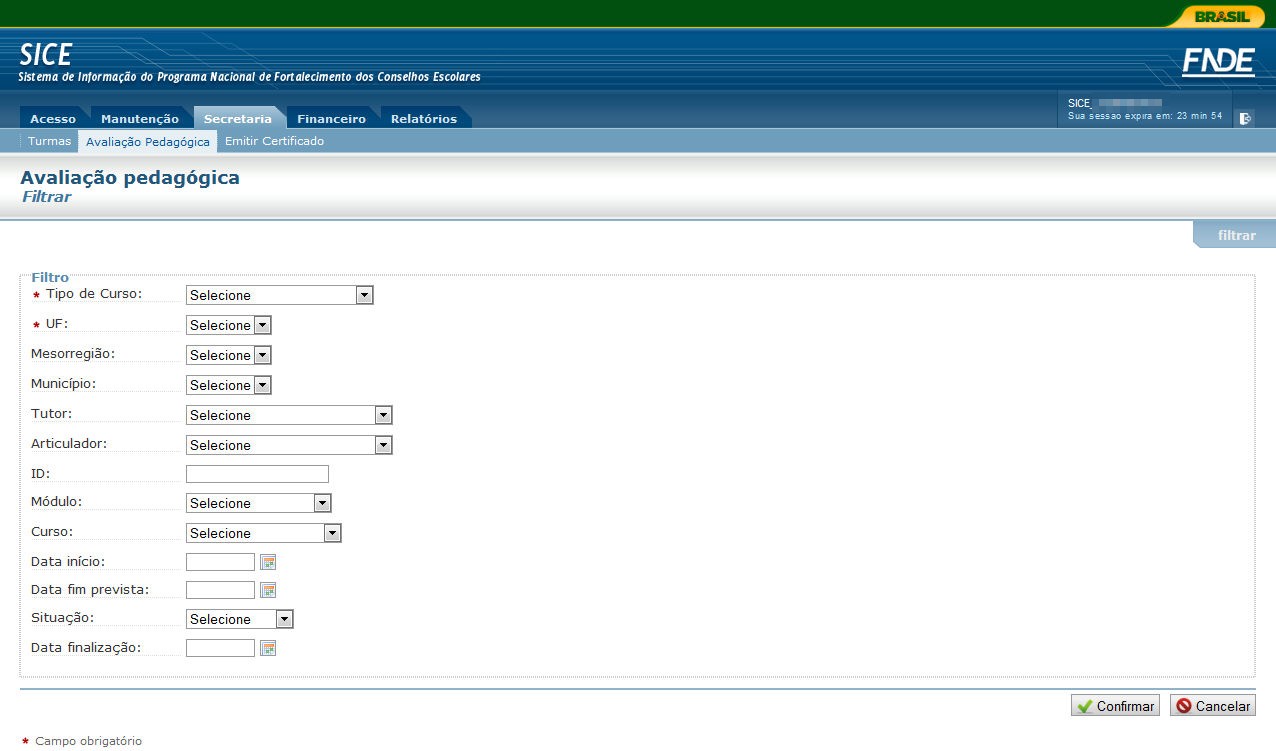 BRASIL
SICE
Sistema de Informação do Programa Nacional de Fortalecimento dos Conselhos Escolares
FNDE
Acesso Manutenção Secretaria Financeiro Relatórios
SICE
Sua sessao expira em: 23 min 54
Turmas Avaliação Pedagógica Emitir Certificado
Avaliação pedagógica
Filtrar
filtrar
Filtro
* Tipo de Curso: Selecione
* UF: Selecione
Mesorregião: Selecione
Município: Selecione
Tutor: Selecione
Articulador: Selecione
ID:
Módulo: Selecione
Curso: Selecione
Data início:
Data fim prevista:
Situação: Selecione
Data finalização:
Confirmar Cancelar
* Campo obrigatório